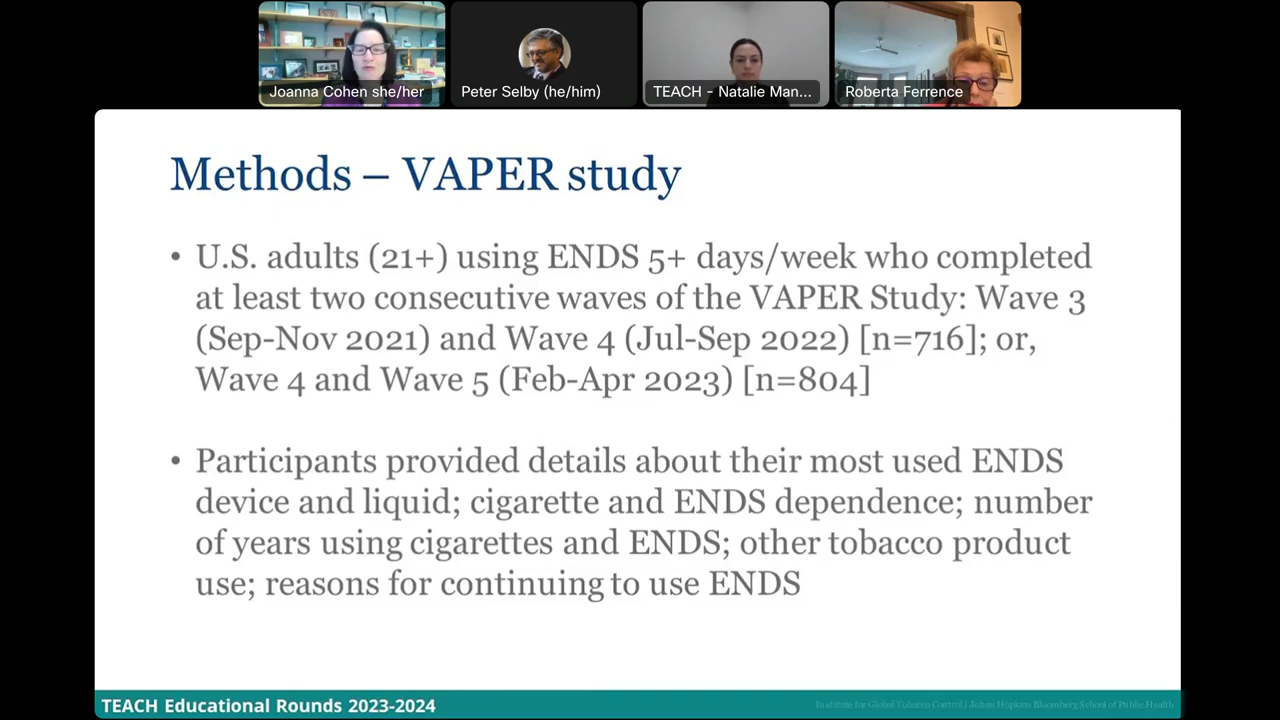 Joanna Cohen she/her
Peter Selby (he/him)
TEACH - Natalie Man...
Roberta Ferrence
Methods – VAPER study
• U.S. adults (21+) using ENDS 5+ days/week who completed
at least two consecutive waves of the VAPER Study: Wave 3
(Sep-Nov 2021) and Wave 4 (Jul-Sep 2022) [n=716]; or,
Wave 4 and Wave 5 (Feb-Apr 2023) [n=804]
• Participants provided details about their most used ENDS
device and liquid; cigarette and ENDS dependence; number
of years using cigarettes and ENDS; other tobacco product
use; reasons for continuing to use ENDS
TEACH Educational Rounds 2023-2024
Institute for Global Tobacco Control / Johns Hopkins Bloomberg School of Public Health